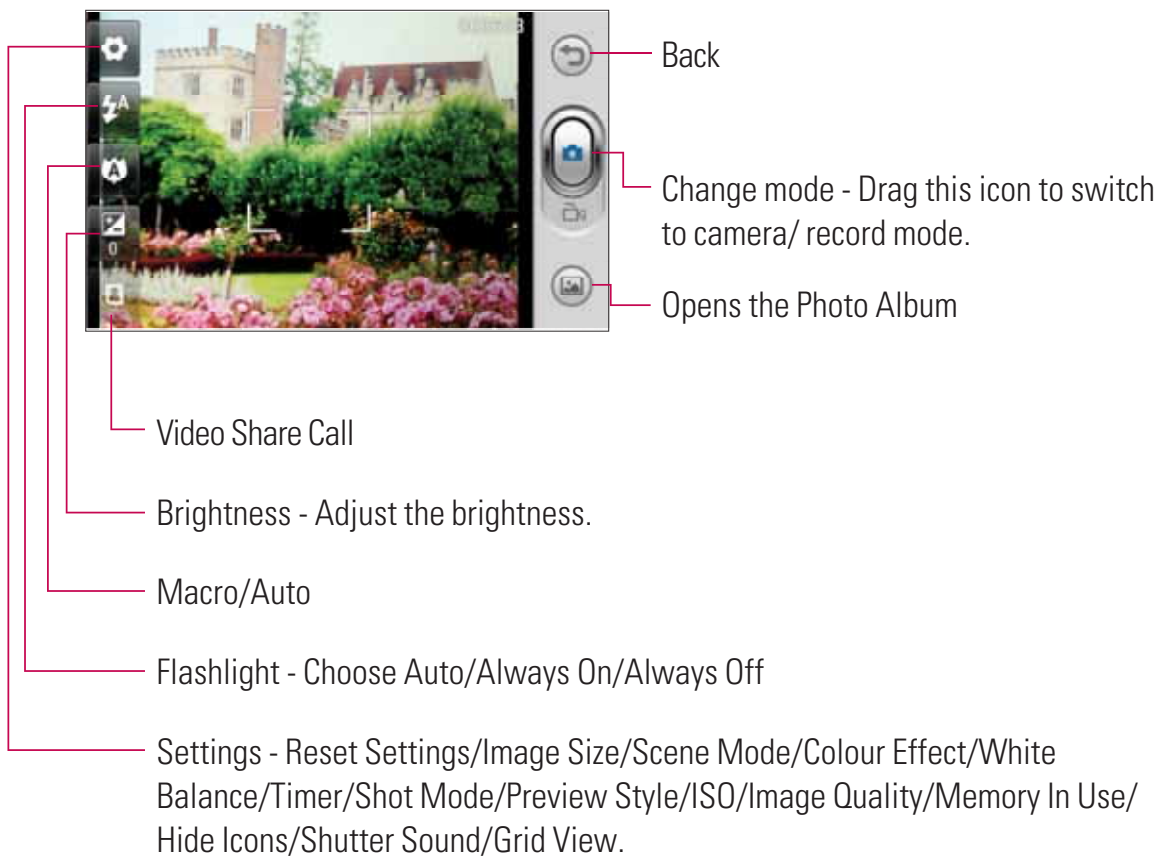 Back
Change mode - Drag this icon to switch
to camera/ record mode.
Opens the Photo Album
A
A
0
Video Share Call
Brightness - Adjust the brightness.
Macro/Auto
Flashlight - Choose Auto/Always On/Always Off
Settings - Reset Settings/Image Size/Scene Mode/Colour Effect/White
Balance/Timer/Shot Mode/Preview Style/ISO/Image Quality/Memory In Use/
Hide Icons/Shutter Sound/Grid View.